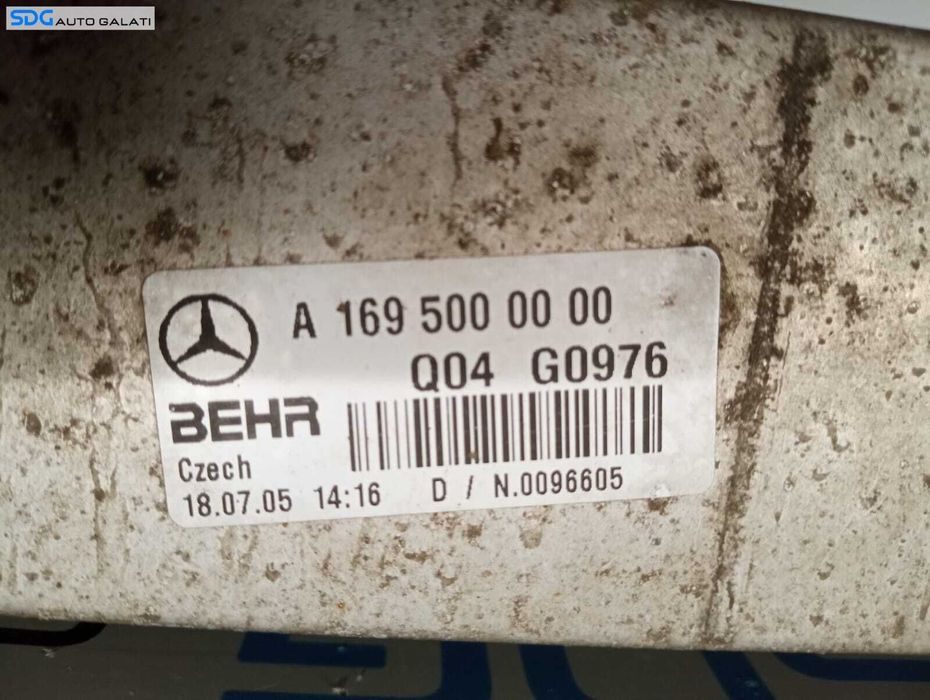 SDG AUTO GALATI
A 169 500 00 00
Q04 G0976
BEHR
Czech
18.07.05 14:16 D / N.0096605